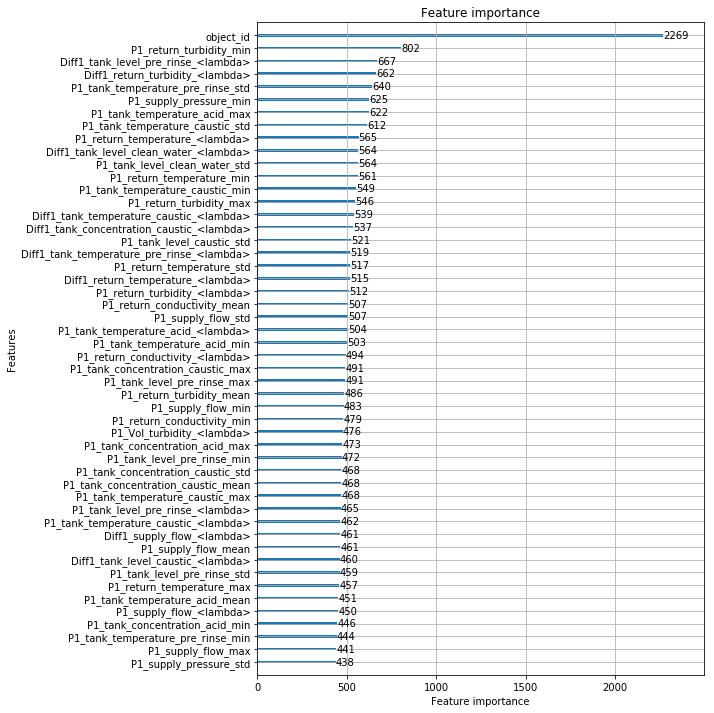 Feature importance
object_id 2269
P1_return_turbidity_min 802
Diff1_tank_level_pre_rinse_<lambda> 667
Diff1_return_turbidity_<lambda> 662
P1_tank_temperature_pre_rinse_std 640
P1_supply_pressure_min 625
P1_tank_temperature_acid_max 622
P1_tank_temperature_caustic_std 612
P1_return_temperature_<lambda> 565
Diff1_tank_level_clean_water_<lambda> 564
P1_tank_level_clean_water_std 564
P1_return_temperature_min 561
P1_tank_temperature_caustic_min 549
P1_return_turbidity_max 546
Diff1_tank_temperature_caustic_<lambda> 539
Diff1_tank_concentration_caustic_<lambda> 537
P1_tank_level_caustic_std 521
Diff1_tank_temperature_pre_rinse_<lambda> 519
P1_return_temperature_std 517
Diff1_return_temperature_<lambda> 515
P1_return_turbidity_<lambda> 512
P1_return_conductivity_mean 507
P1_supply_flow_std 507
P1_tank_temperature_acid_<lambda> 504
P1_tank_temperature_acid_min 503
P1_return_conductivity_<lambda> 494
P1_tank_concentration_caustic_max 491
P1_tank_level_pre_rinse_max 491
P1_return_turbidity_mean 486
P1_supply_flow_min 483
P1_return_conductivity_min 479
P1_Vol_turbidity_<lambda> 476
P1_tank_concentration_acid_max 473
P1_tank_level_pre_rinse_min 472
P1_tank_concentration_caustic_std 468
P1_tank_concentration_caustic_mean 468
P1_tank_temperature_caustic_max 468
P1_tank_level_pre_rinse_<lambda> 465
P1_tank_temperature_caustic_<lambda> 462
Diff1_supply_flow_<lambda> 461
P1_supply_flow_mean 461
Diff1_tank_level_caustic_<lambda> 460
P1_tank_level_pre_rinse_std 459
P1_return_temperature_max 457
P1_tank_temperature_acid_mean 451
P1_supply_flow_<lambda> 450
P1_tank_concentration_acid_min 446
P1_tank_temperature_pre_rinse_min 444
P1_supply_flow_max 441
P1_supply_pressure_std 438
Features
0 500 1000 1500 2000
Feature importance